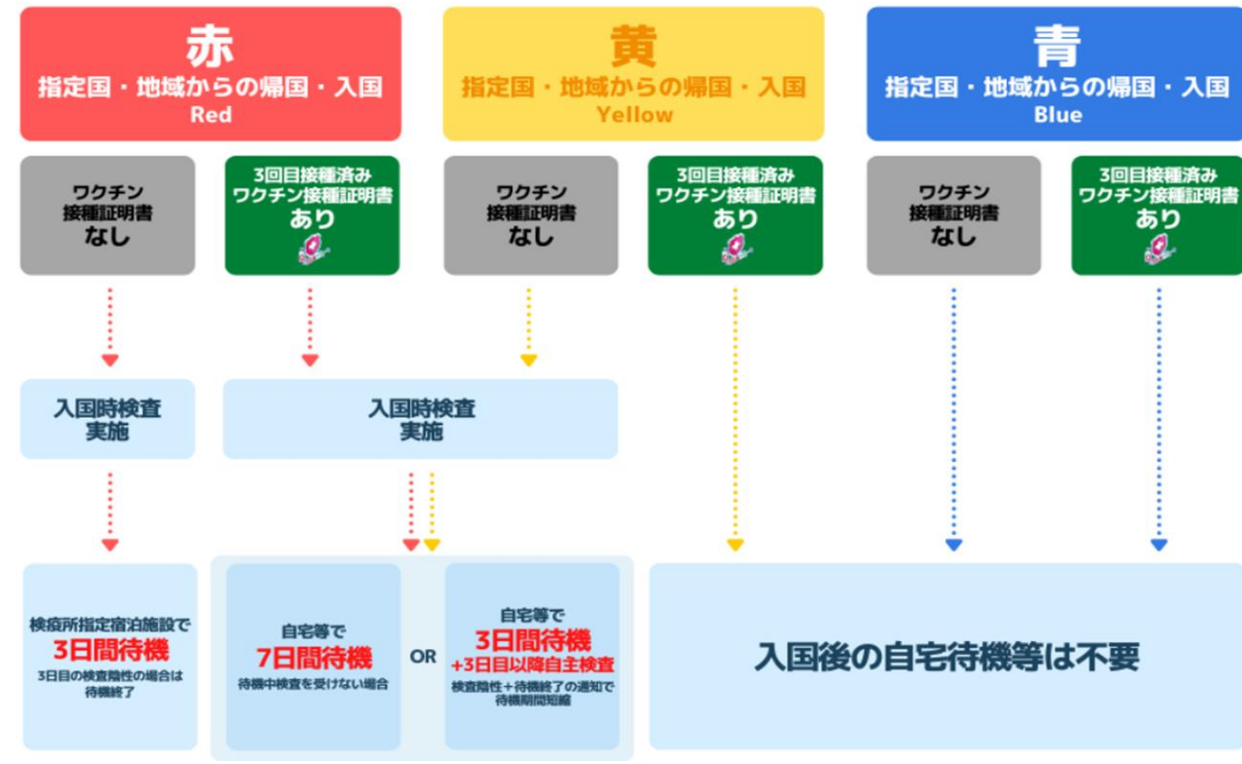 赤
指定国・地域からの帰国・入国
Red
黄
指定国・地域からの帰国・入国
Yellow
青
指定国・地域からの帰国・入国
Blue
ワクチン
接種証明書
なし
3回目接種済み
ワクチン接種証明書
あり
ワクチン
接種証明書
なし
3回目接種済み
ワクチン接種証明書
あり
ワクチン
接種証明書
なし
3回目接種済み
ワクチン接種証明書
あり
入国時検査
実施
入国時検査
実施
検疫所指定宿泊施設で
3日間待機
3日目の検査陰性の場合は
待機終了
自宅等で
7日間待機
待機中検査を受けない場合
OR
自宅等で
3日間待機
+3日目以降自主検査
検査陰性+待機終了の通知で
待機期間短縮
入国後の自宅待機等は不要